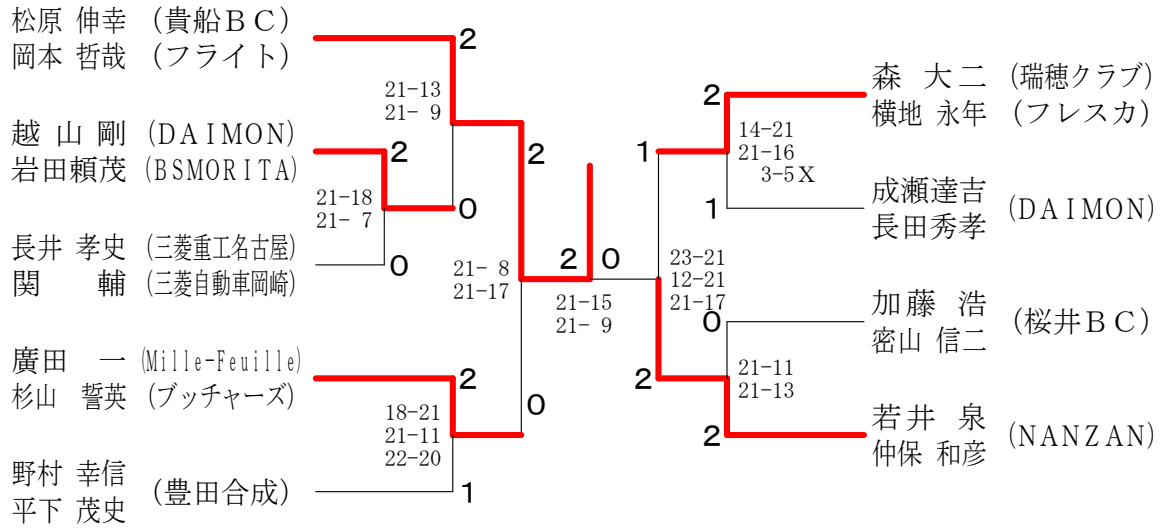 松原 伸幸 (貴船ＢＣ)
岡本 哲哉 (フライト)
2
21-13
21- 9
越 山 剛 (DAIMON)
岩田頼茂 (BSMORITA)
2
21-18
21- 7
0
長井 孝史 (三菱重工名古屋)
関 輔 (三菱自動車岡崎)
0
2
21- 8
21-17
廣田 一 (Mille-Feuille)
杉山 誓英 (ブッチャーズ)
2
18-21
21-11
22-20
0
野村 幸信
平下 茂史
(豊田合成)
1
2 0
21-15
21- 9
森 大二 (瑞穂クラブ)
横地 永年 (フレスカ)
2
14-21
21-16
3-5X
1
1
成瀬達吉
長田秀孝
(DAIMON)
23-21
12-21
21-17
加藤 浩
密山 信二
(桜井ＢＣ)
0
21-11
21-13
2
若井 泉
仲保 和彦
(NANZAN)
2